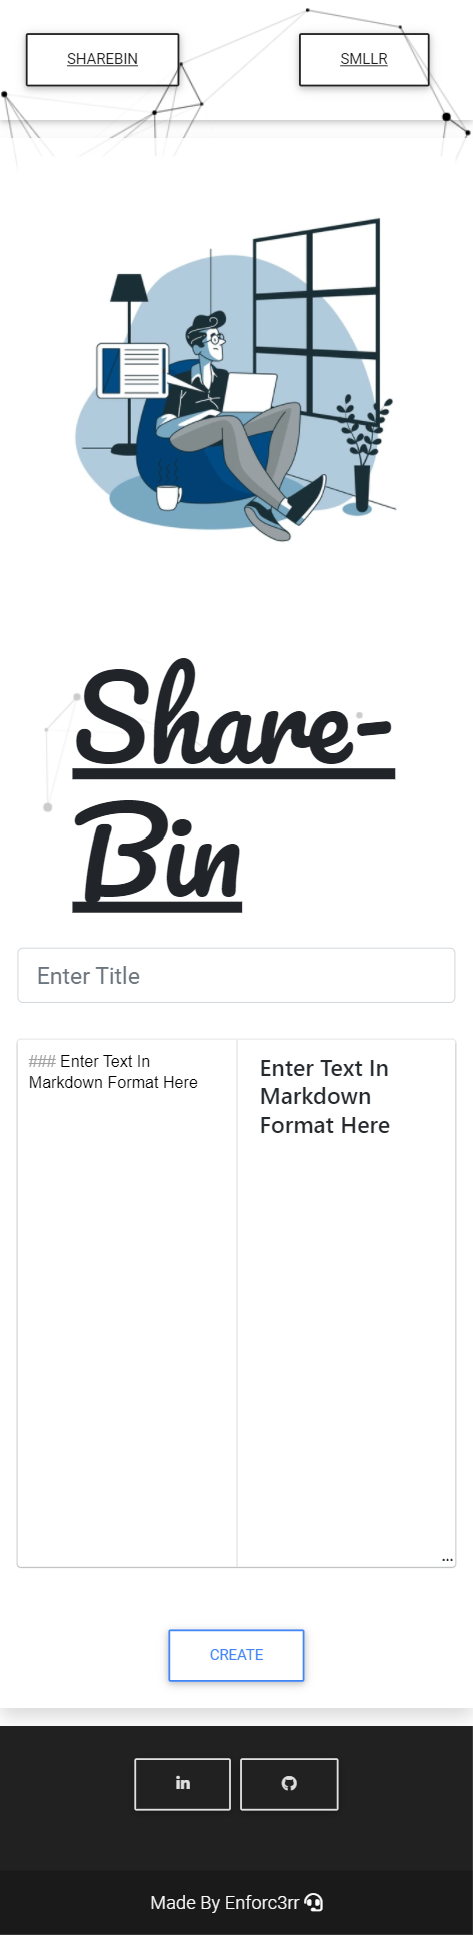 SHAREBIN
SMLLR
Share-
Bin
Enter Title
### Enter Text In
Markdown Format Here
Enter Text In
Markdown
Format Here
...
CREATE
in
Made By Enforc3rr